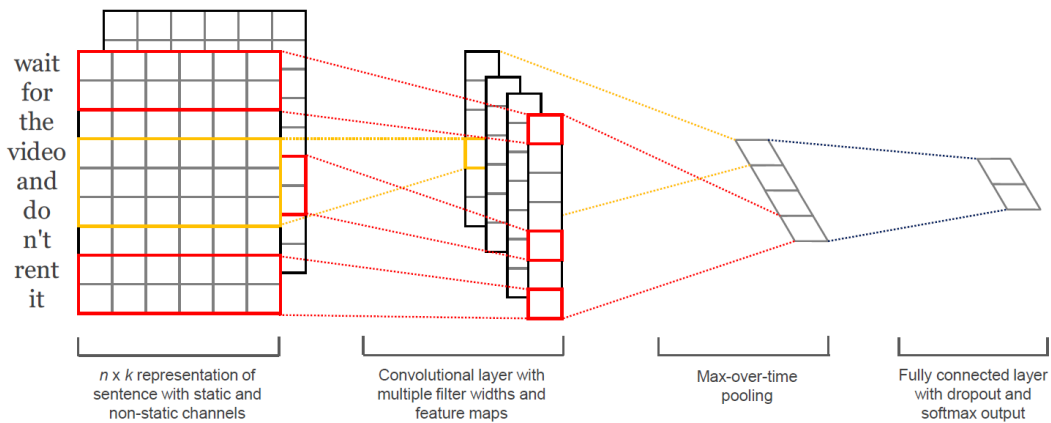 wait
for
the
video
and
do
n't
rent
it
n x k representation of
sentence with static and
non-static channels
Convolutional layer with
multiple filter widths and
feature maps
Max-over-time
pooling
Fully connected layer
with dropout and
softmax output